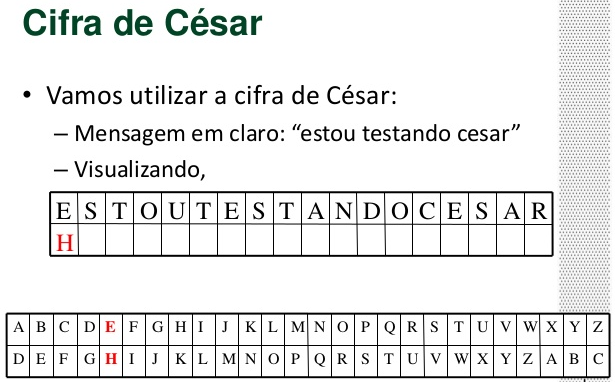 Cifra de César
• Vamos utilizar a cifra de César:
– Mensagem em claro: “estou testando cesar”
– Visualizando,
E S T O U T E S T A N D O C E S A R
H
A B C D E F G H I J K L M N O P Q R S T U V W X Y Z
D E F G H I J K L M N O P Q R S T U V W X Y Z A B C